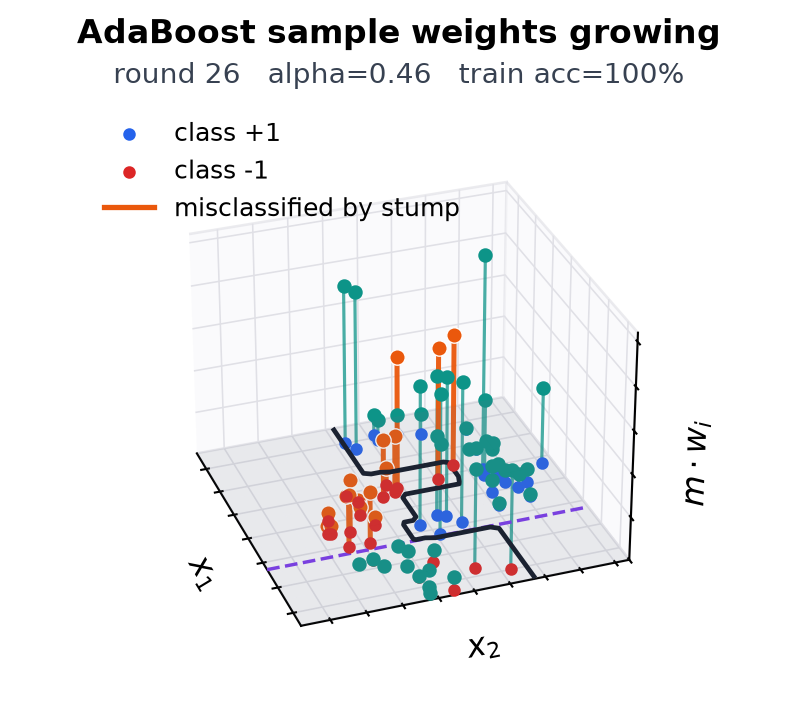 AdaBoost sample weights growing
round 26   alpha=0.46   train acc=100%
class +1
class -1
misclassified by stump
m · wᵢ
x₁
x₂